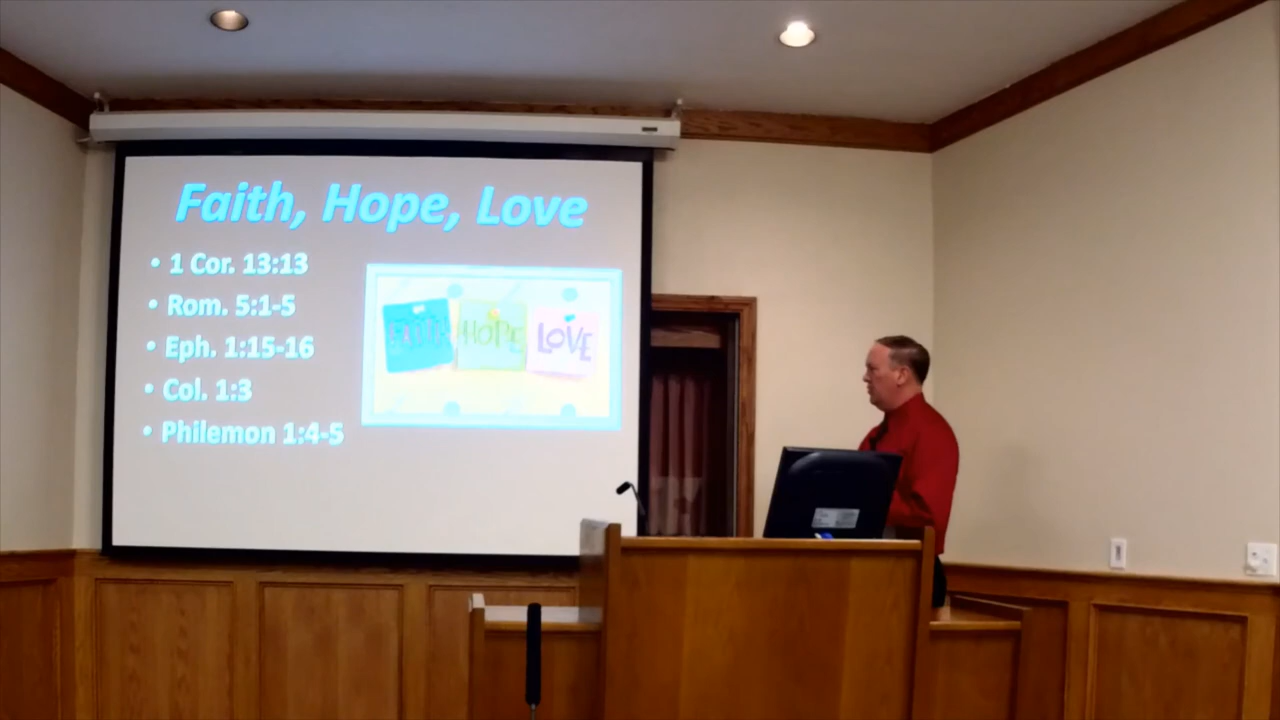 Faith, Hope, Love
• 1 Cor. 13:13
• Rom. 5:1-5
• Eph. 1:15-16
• Col. 1:3
• Philemon 1:4-5
FAITH HOPE LOVE